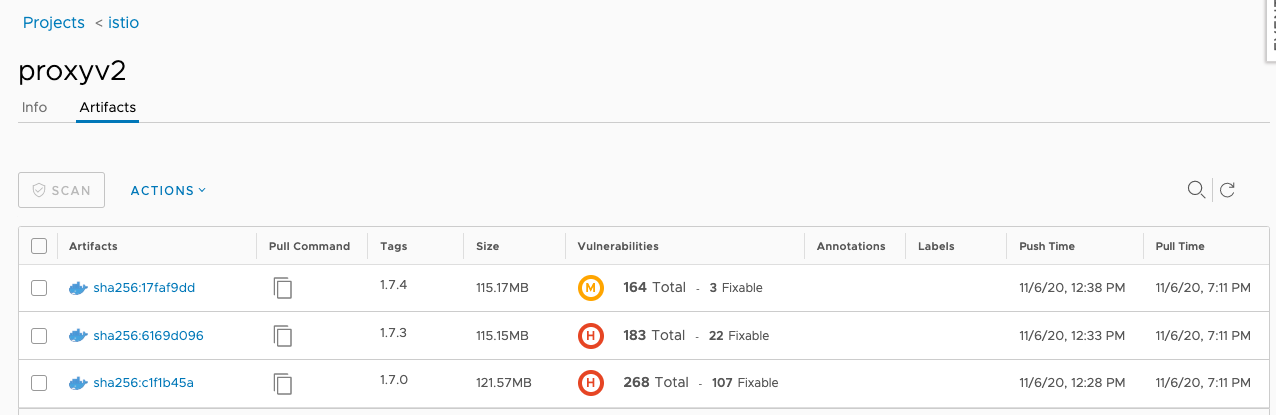 Projects < istio
proxyv2
Info Artifacts
SCAN ACTIONS
Artifacts Pull Command Tags Size Vulnerabilities Annotations Labels Push Time Pull Time
sha256:17faf9dd 1.7.4 115.17MB M 164 Total - 3 Fixable 11/6/20, 12:38 PM 11/6/20, 7:11 PM
sha256:6169d096 1.7.3 115.15MB H 183 Total - 22 Fixable 11/6/20, 12:33 PM 11/6/20, 7:11 PM
sha256:c1f1b45a 1.7.0 121.57MB H 268 Total - 107 Fixable 11/6/20, 12:28 PM 11/6/20, 7:11 PM